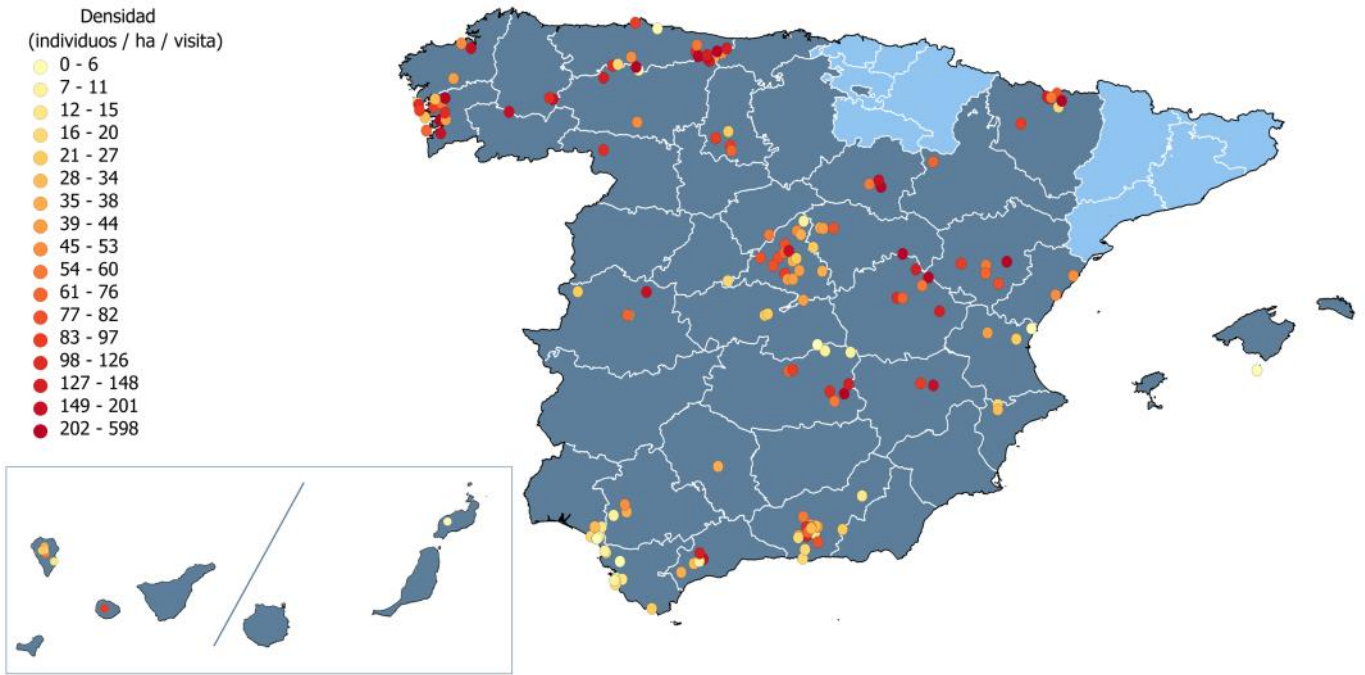 Densidad
(individuos / ha / visita)
0 - 6
7 - 11
12 - 15
16 - 20
21 - 27
28 - 34
35 - 38
39 - 44
45 - 53
54 - 60
61 - 76
77 - 82
83 - 97
98 - 126
127 - 148
149 - 201
202 - 598